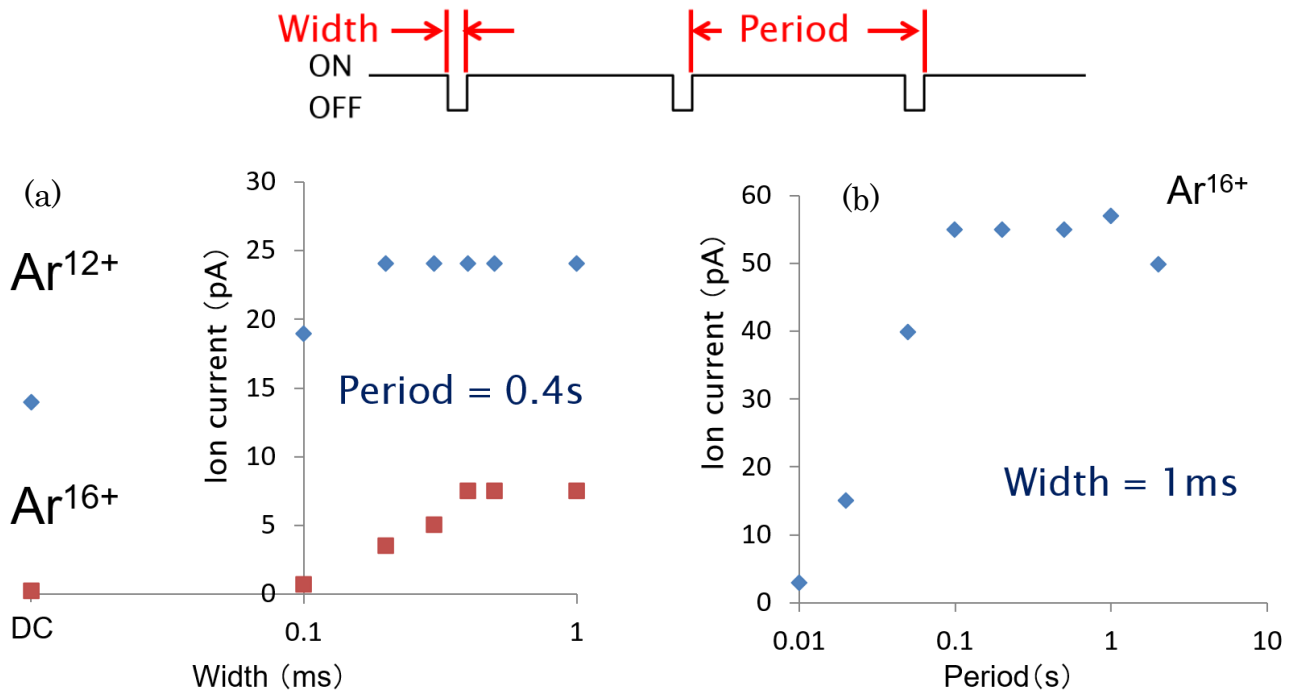 Width
Period
ON
OFF
(a)
Ar12+
Ar16+
Ion current (pA)
30
25
20
15
10
5
0
Period = 0.4s
DC
0.1
1
Width (ms)
(b)
Ar16+
Ion current (pA)
60
50
40
30
20
10
0
Width = 1ms
0.01
0.1
1
10
Period(s)